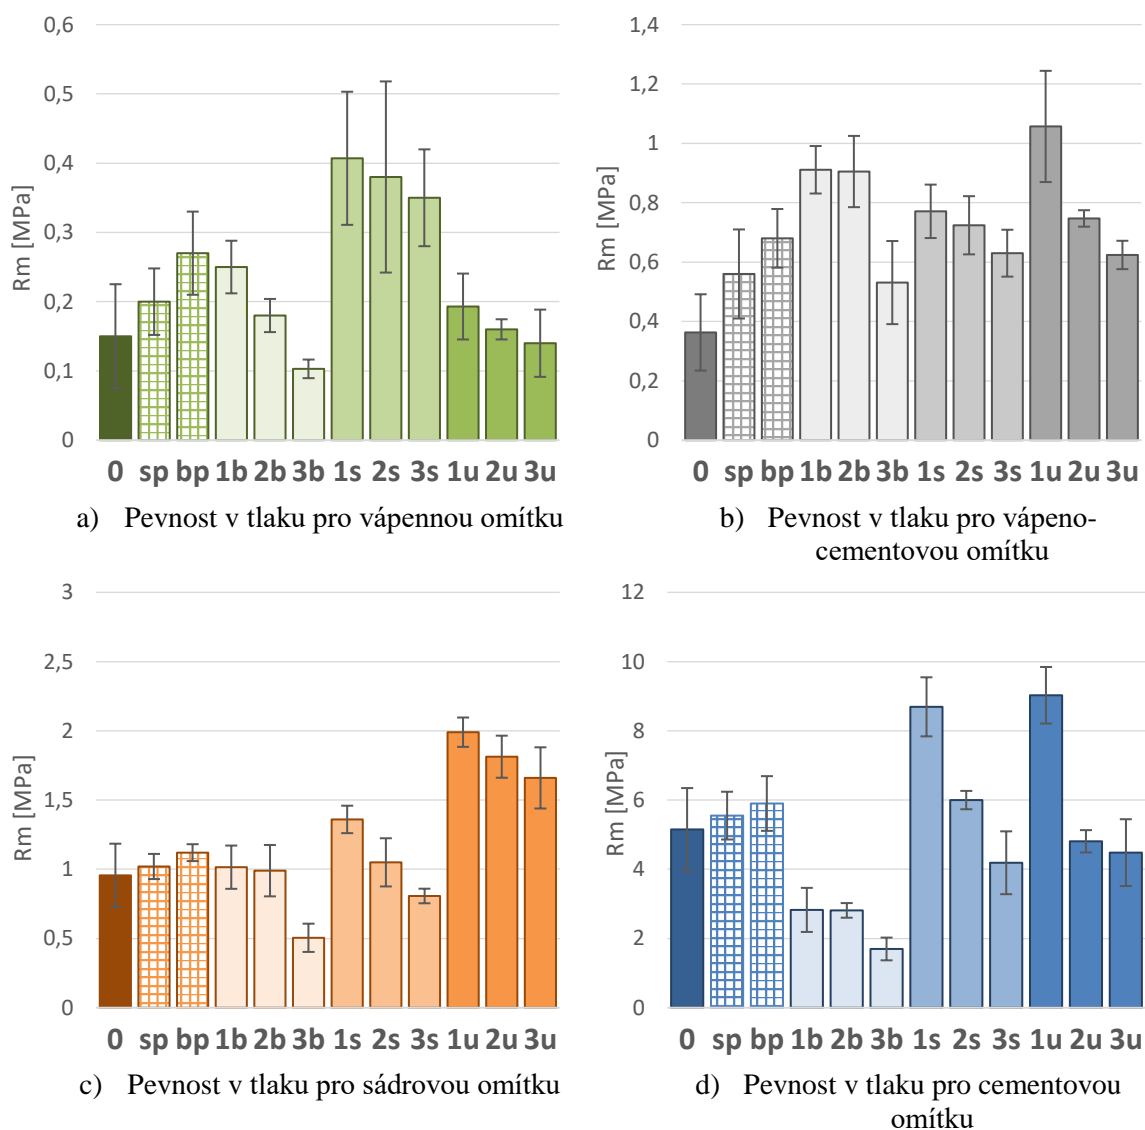 0,6
0,5
0,4
0,3
0,2
0,1
0
Rm [MPa]
0 sp bp 1b 2b 3b 1s 2s 3s 1u 2u 3u
a) Pevnost v tlaku pro vápennou omítku
1,4
1,2
1
0,8
0,6
0,4
0,2
0
Rm [MPa]
0 sp bp 1b 2b 3b 1s 2s 3s 1u 2u 3u
b) Pevnost v tlaku pro vápeno-
cementovou omítku
3
2,5
2
1,5
1
0,5
0
Rm [MPa]
0 sp bp 1b 2b 3b 1s 2s 3s 1u 2u 3u
c) Pevnost v tlaku pro sádrovou omítku
12
10
8
6
4
2
0
Rm [MPa]
0 sp bp 1b 2b 3b 1s 2s 3s 1u 2u 3u
d) Pevnost v tlaku pro cementovou
omítku